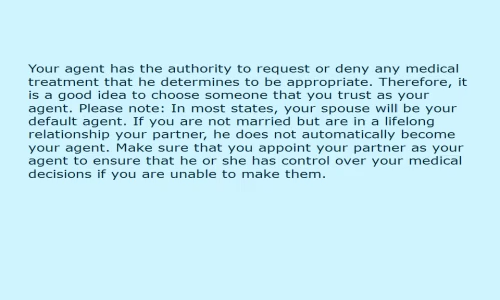 Your agent has the authority to request or deny any medical
treatment that he determines to be appropriate. Therefore, it
is a good idea to choose someone that you trust as your
agent. Please note: In most states, your spouse will be your
default agent. If you are not married but are in a lifelong
relationship your partner, he does not automatically become
your agent. Make sure that you appoint your partner as your
agent to ensure that he or she has control over your medical
decisions if you are unable to make them.